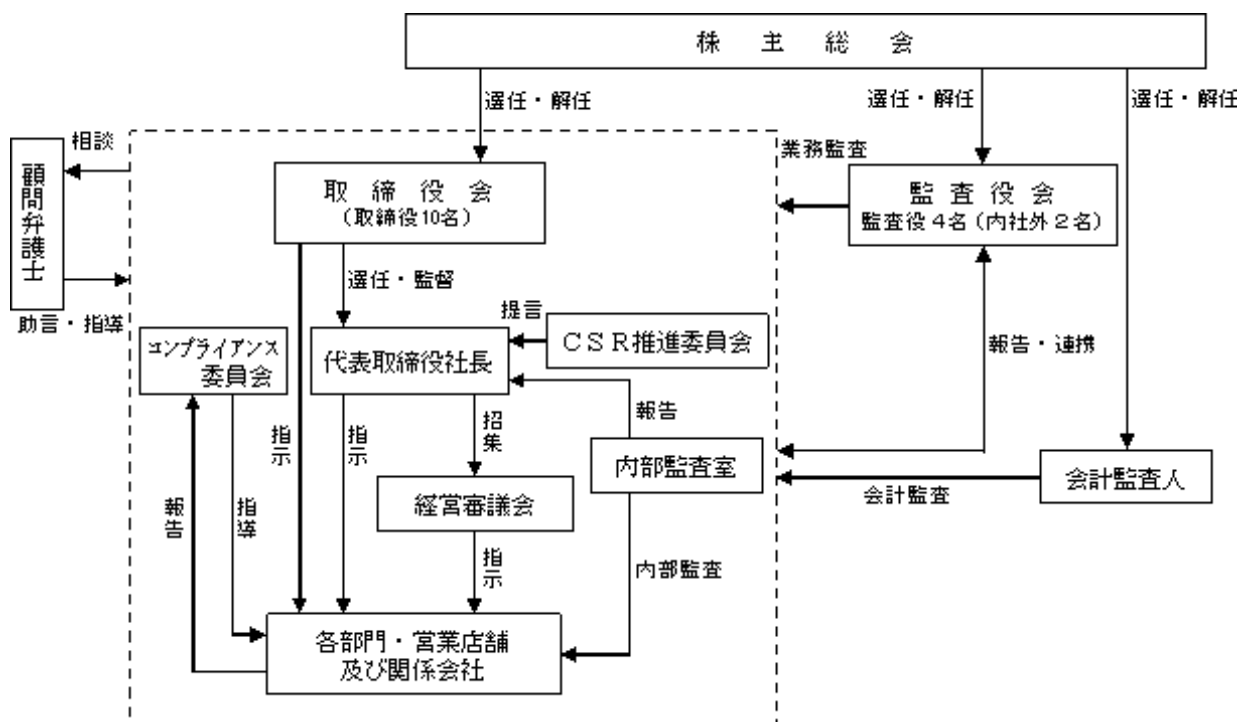 株主総会
選任・解任
選任・解任
選任・解任
相談
業務監査
顧問弁護士
取締役会
(取締役10名)
監査役会
監査役4名(内社外2名)
選任・監督
助言・指導
提言
コンプライアンス
委員会
代表取締役社長
CSR推進委員会
報告・連携
報告
招集
指示
指示
内部監査室
会計監査人
会計監査
経営審議会
報告
指導
指示
内部監査
各部門・営業店舗
及び関係会社